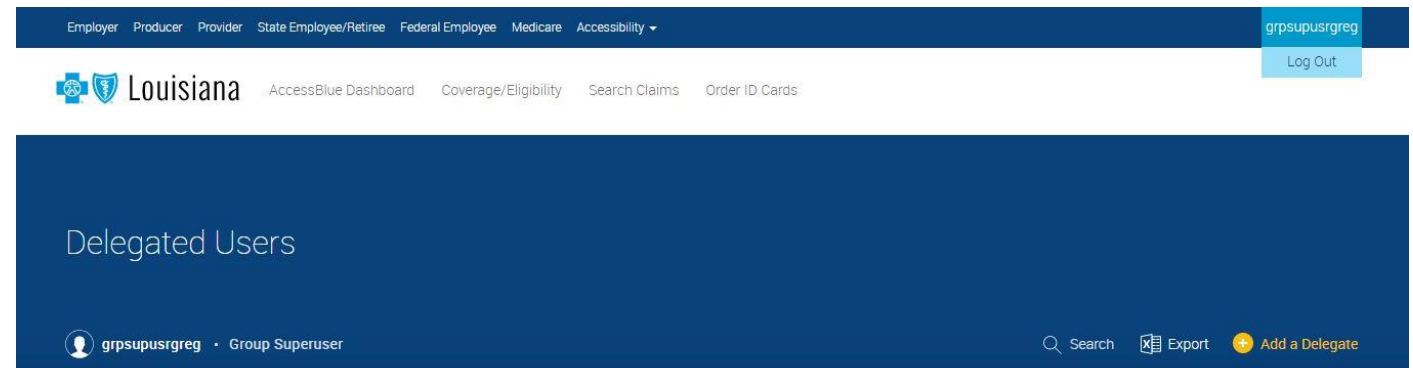 Employer Producer Provider State Employee/Retiree Federal Employee Medicare Accessibility grpsupusrgreg
Log Out
Louisiana AccessBlue Dashboard Coverage/Eligibility Search Claims Order ID Cards
Delegated Users
grpsupusrgreg · Group Superuser Search Export Add a Delegate